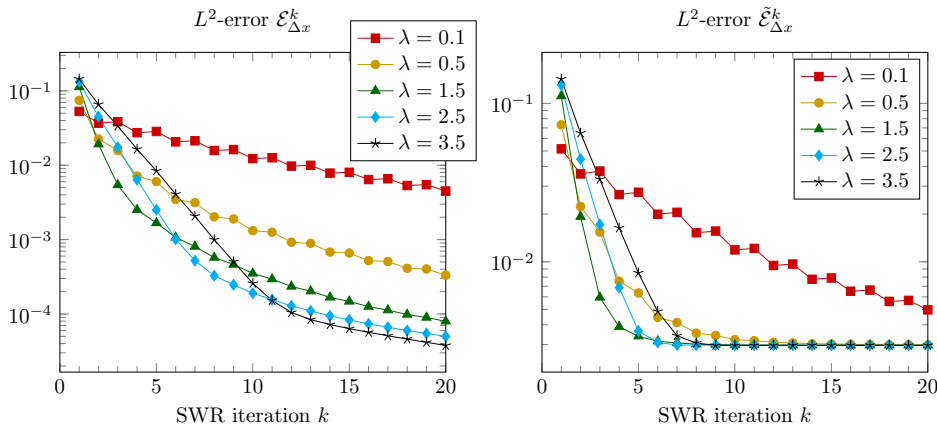 L²-error 𝓔ᵏ_Δx
λ = 0.1
λ = 0.5
λ = 1.5
λ = 2.5
λ = 3.5
10⁻¹
10⁻²
10⁻³
10⁻⁴
0 5 10 15 20
SWR iteration k
L²-error 𝓔̃ᵏ_Δx
λ = 0.1
λ = 0.5
λ = 1.5
λ = 2.5
λ = 3.5
10⁻¹
10⁻²
0 5 10 15 20
SWR iteration k